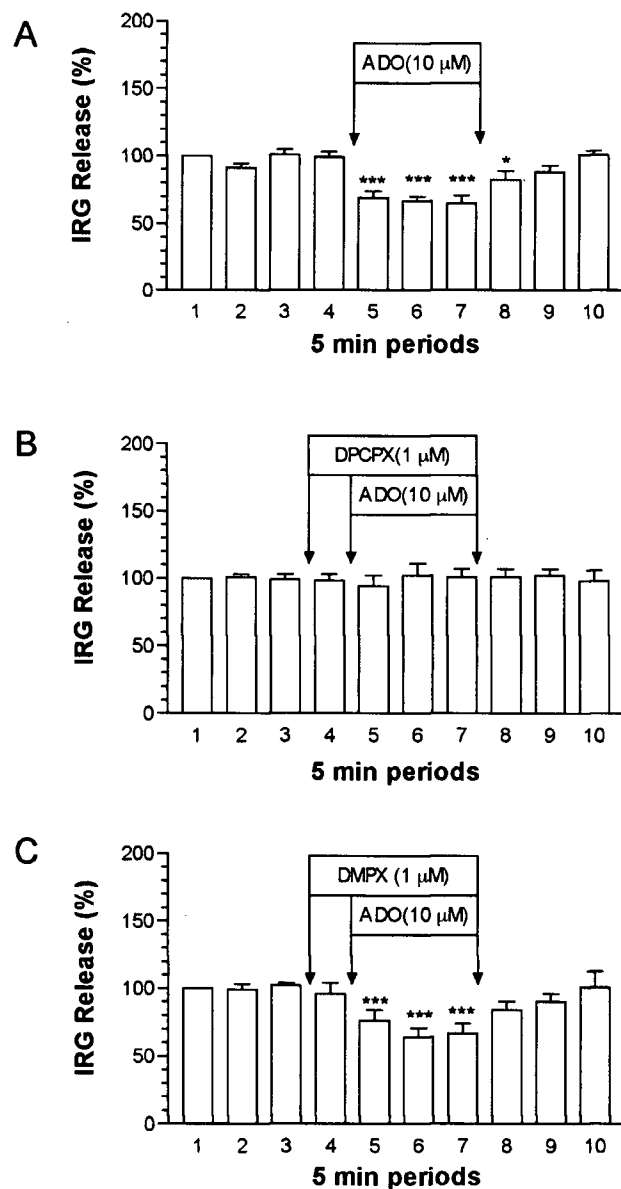 A
IRG Release (%)
200
150
100
50
0
ADO(10 μM)
*** *** *** *
1 2 3 4 5 6 7 8 9 10
5 min periods
B
IRG Release (%)
200
150
100
50
0
DPCPX(1 μM)
ADO(10 μM)
1 2 3 4 5 6 7 8 9 10
5 min periods
C
IRG Release (%)
200
150
100
50
0
DMPX (1 μM)
ADO(10 μM)
*** *** ***
1 2 3 4 5 6 7 8 9 10
5 min periods